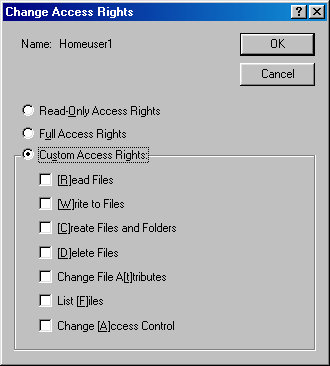 Change Access Rights
Name: Homeuser1
OK
Cancel
Read-Only Access Rights
Full Access Rights
Custom Access Rights:
[R]ead Files
[W]rite to Files
[C]reate Files and Folders
[D]elete Files
Change File A[t]tributes
List [F]iles
Change [A]ccess Control